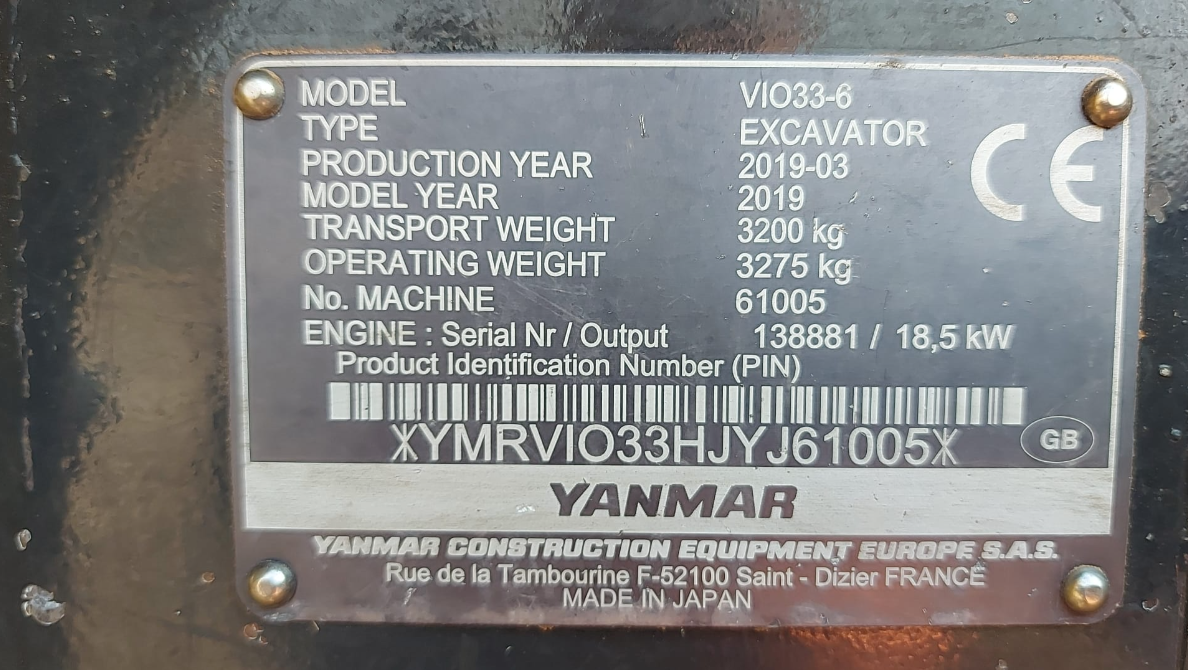 MODEL VIO33-6
TYPE EXCAVATOR
PRODUCTION YEAR 2019-03
MODEL YEAR 2019
TRANSPORT WEIGHT 3200 kg
OPERATING WEIGHT 3275 kg
No. MACHINE 61005
ENGINE : Serial Nr / Output 138881 / 18,5 kW
Product Identification Number (PIN)
*YMRVIO33HJYJ61005*
GB
CE
YANMAR
YANMAR CONSTRUCTION EQUIPMENT EUROPE S.A.S.
Rue de la Tambourine F-52100 Saint - Dizier FRANCE
MADE IN JAPAN